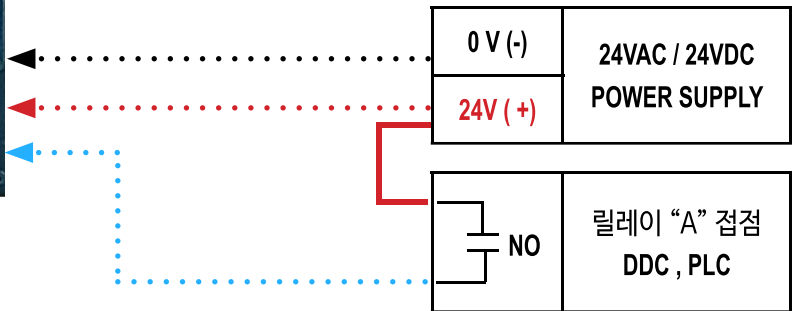 0 V (-)
24VAC / 24VDC
POWER SUPPLY
24V ( +)
릴레이 “A” 접점
NO
DDC , PLC